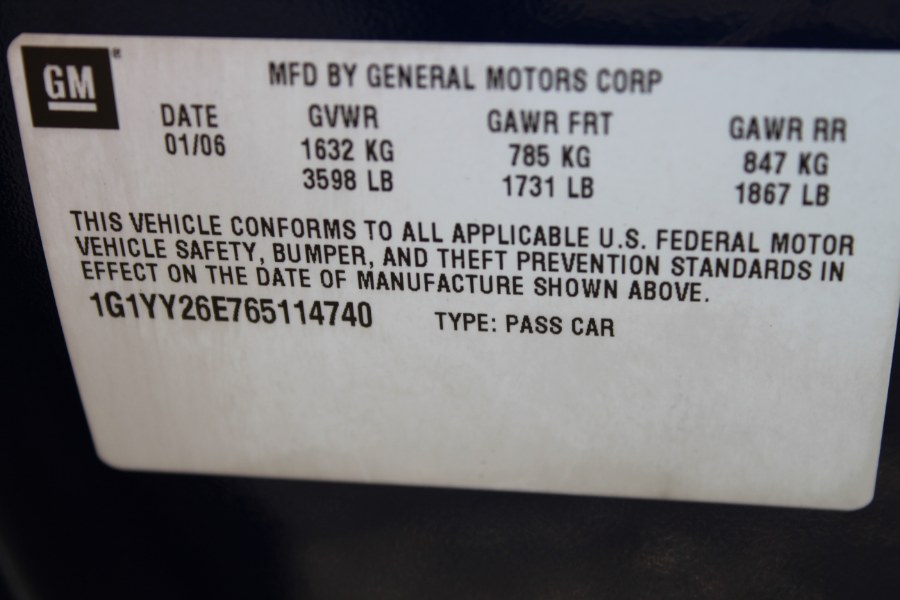 GM
MFD BY GENERAL MOTORS CORP
DATE GVWR GAWR FRT GAWR RR
01/06 1632 KG 785 KG 847 KG
3598 LB 1731 LB 1867 LB
THIS VEHICLE CONFORMS TO ALL APPLICABLE U.S. FEDERAL MOTOR
VEHICLE SAFETY, BUMPER, AND THEFT PREVENTION STANDARDS IN
EFFECT ON THE DATE OF MANUFACTURE SHOWN ABOVE.
1G1YY26E765114740 TYPE: PASS CAR